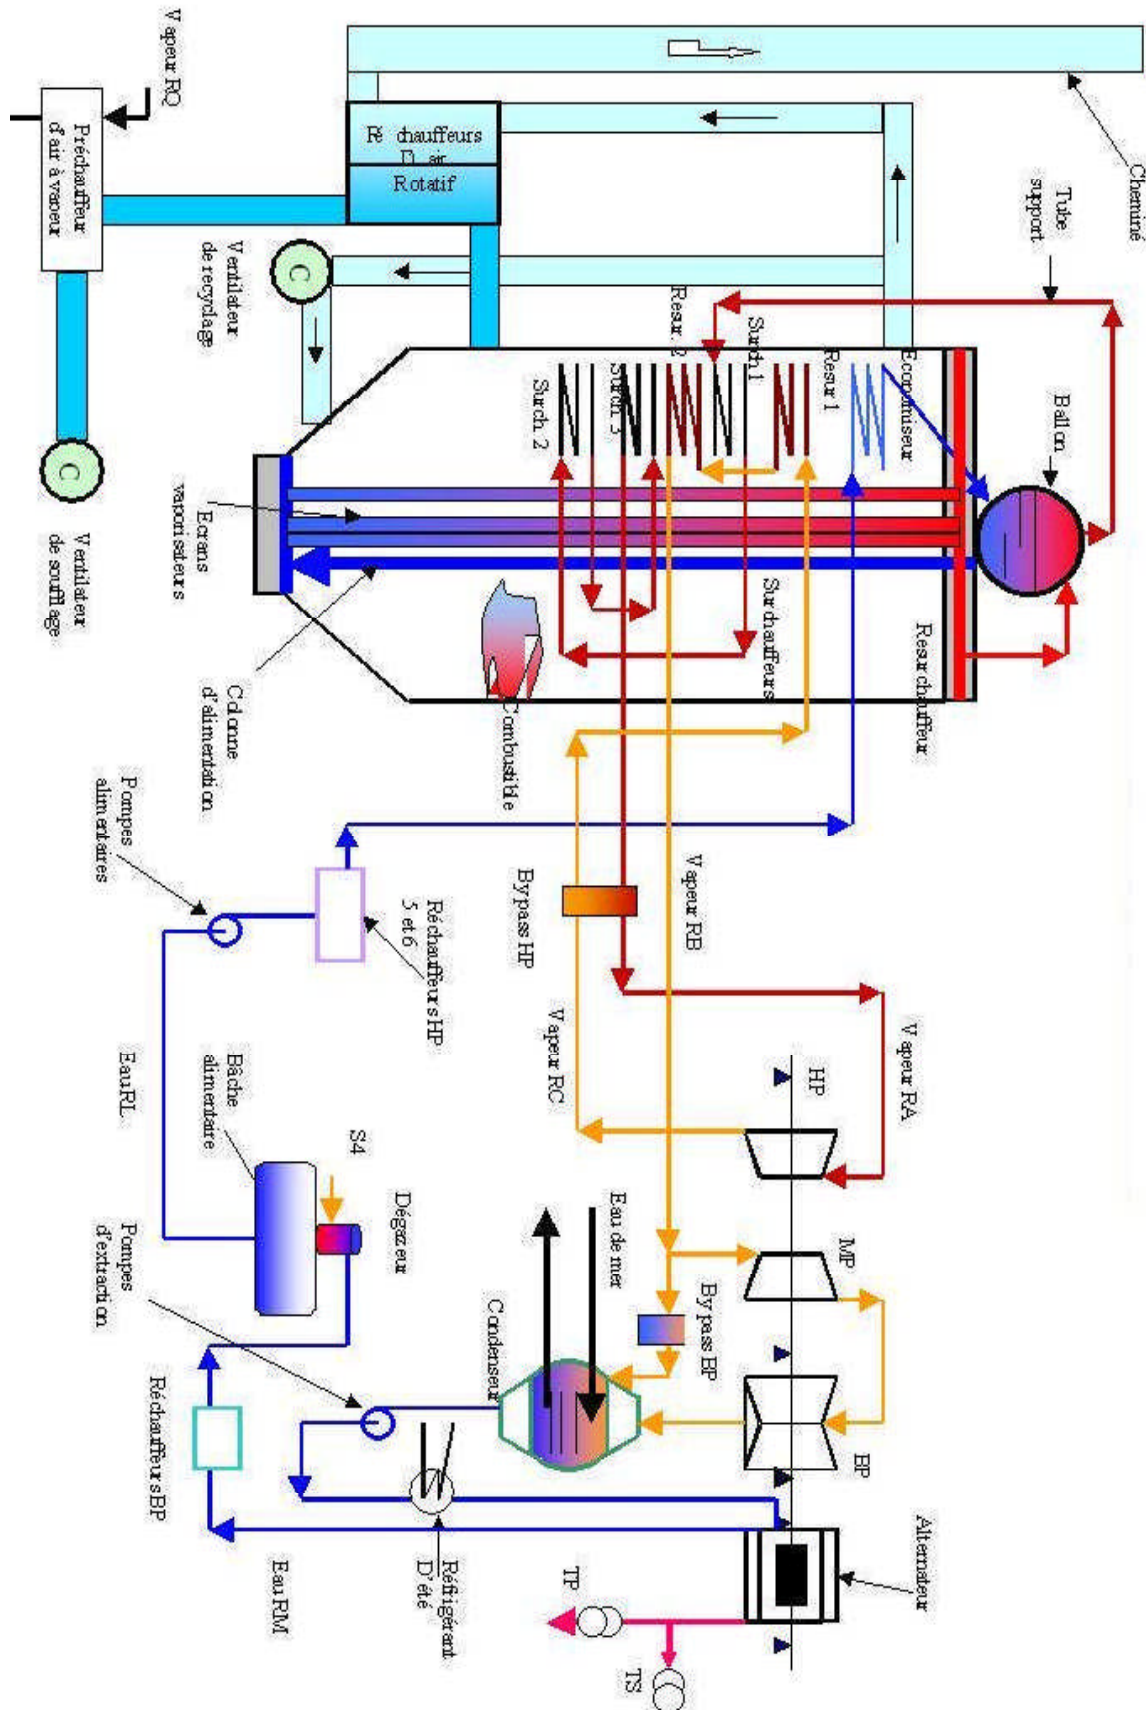 Cheminé
Tube
support
Ballon
Vapeur RQ
Préchauffeur
d'air à vapeur
Ré chauffeurs
D'air
Rotatif
Ventilateur
de recyclage
C
C
Ventilateur
de soufflage
Economiseur
Resur 1
Surch 1
Resur. 2
Surch. 3
Surch. 2
Ecrans
vaporisateurs
Surchauffeurs
Resurchauffeur
Combustible
Colonne
d'alimentation
Pompes
alimentaires
Réchauffeurs HP
5 et 6
Bypass HP
Vapeur RB
Vapeur RA
Vapeur RC
Eau RL
Bâche
alimentaire
S4
Dégazeur
Pompes
d'extraction
Eau de mer
Condenseur
Bypass BP
HP
MP
BP
Alternateur
Réchauffeurs BP
Eau RM
Réfrigérant
D'été
TP
TS